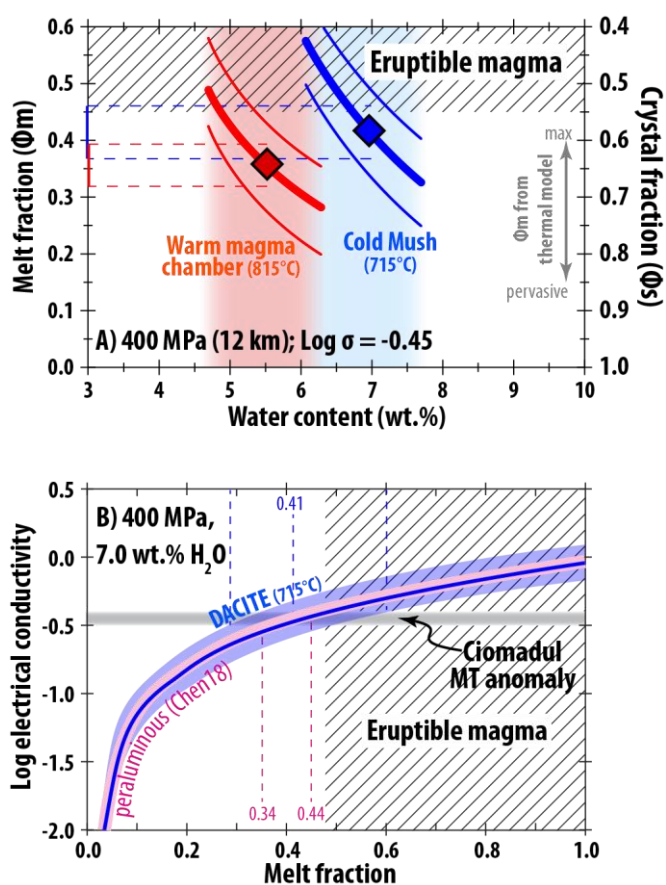 0.6
0.5
0.4
0.3
0.2
0.1
0.0
Melt fraction (Φm)
Eruptible magma
Warm magma
chamber (815°C)
Cold Mush
(715°C)
max
Φm from
thermal model
pervasive
A) 400 MPa (12 km); Log σ = -0.45
0.4
0.5
0.6
0.7
0.8
0.9
1.0
Crystal fraction (Φs)
3 4 5 6 7 8 9 10
Water content (wt.%)
0.5
0.0
-0.5
-1.0
-1.5
-2.0
Log electrical conductivity
B) 400 MPa,
7.0 wt.% H₂O
0.41
DACITE (715°C)
peraluminous (Chen18)
Ciomadul
MT anomaly
Eruptible magma
0.34 0.44
0.0 0.2 0.4 0.6 0.8 1.0
Melt fraction